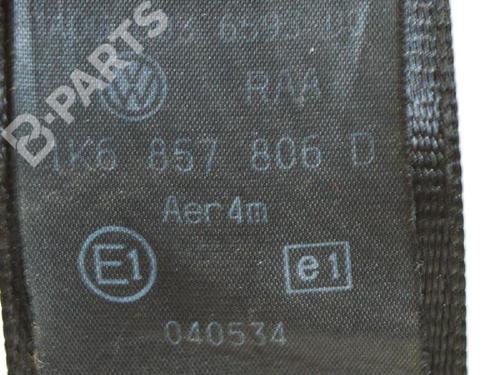 RAA
1K6 857 806 D
Aer4m
E1 e1
040534
B-PARTS